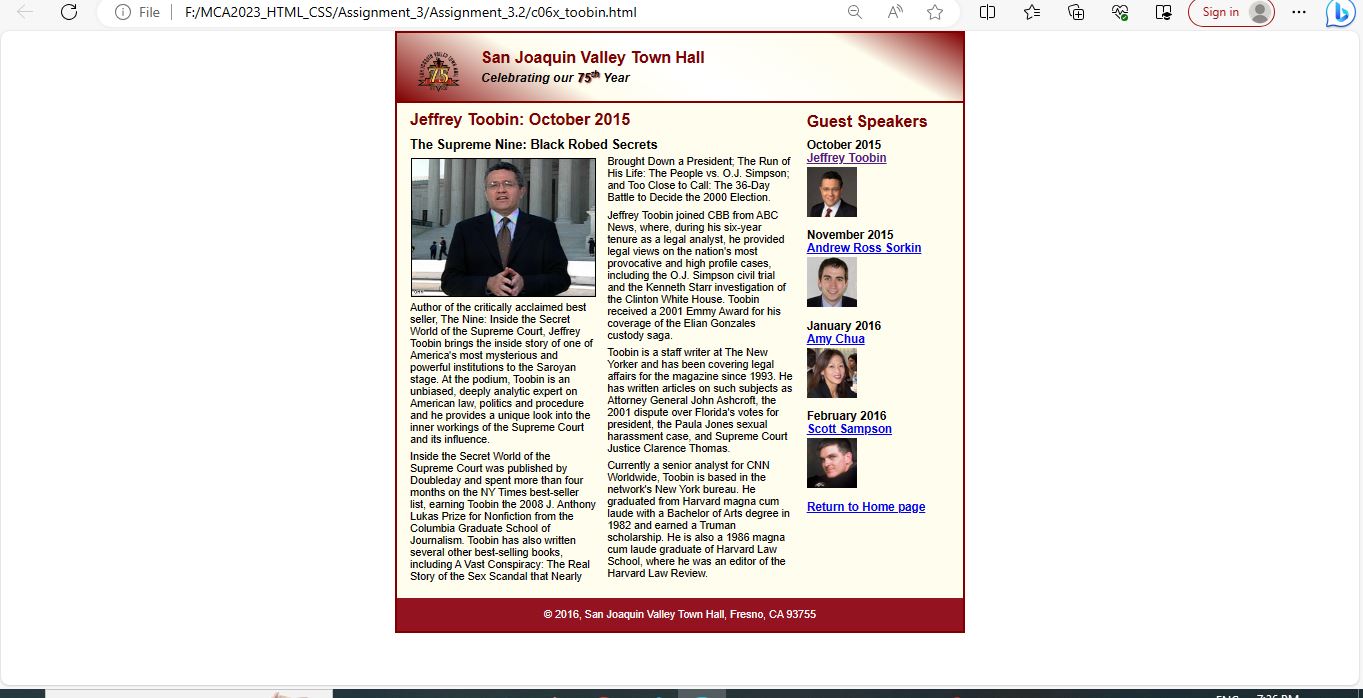 File
F:/MCA2023_HTML_CSS/Assignment_3/Assignment_3.2/c06x_toobin.html
Sign in
75
San Joaquin Valley Town Hall
Celebrating our 75th Year
Jeffrey Toobin: October 2015
The Supreme Nine: Black Robed Secrets
Author of the critically acclaimed best
seller, The Nine: Inside the Secret
World of the Supreme Court, Jeffrey
Toobin brings the inside story of one of
America's most mysterious and
powerful institutions to the Saroyan
stage. At the podium, Toobin is an
unbiased, deeply analytic expert on
American law, politics and procedure
and he provides a unique look into the
inner workings of the Supreme Court
and its influence.
Inside the Secret World of the
Supreme Court was published by
Doubleday and spent more than four
months on the NY Times best-seller
list, earning Toobin the 2008 J. Anthony
Lukas Prize for Nonfiction from the
Columbia Graduate School of
Journalism. Toobin has also written
several other best-selling books,
including A Vast Conspiracy: The Real
Story of the Sex Scandal that Nearly
Brought Down a President; The Run of
His Life: The People vs. O.J. Simpson;
and Too Close to Call: The 36-Day
Battle to Decide the 2000 Election.
Jeffrey Toobin joined CBB from ABC
News, where, during his six-year
tenure as a legal analyst, he provided
legal views on the nation's most
provocative and high profile cases,
including the O.J. Simpson civil trial
and the Kenneth Starr investigation of
the Clinton White House. Toobin
received a 2001 Emmy Award for his
coverage of the Elian Gonzales
custody saga.
Toobin is a staff writer at The New
Yorker and has been covering legal
affairs for the magazine since 1993. He
has written articles on such subjects as
Attorney General John Ashcroft, the
2001 dispute over Florida's votes for
president, the Paula Jones sexual
harassment case, and Supreme Court
Justice Clarence Thomas.
Currently a senior analyst for CNN
Worldwide, Toobin is based in the
network's New York bureau. He
graduated from Harvard magna cum
laude with a Bachelor of Arts degree in
1982 and earned a Truman
scholarship. He is also a 1986 magna
cum laude graduate of Harvard Law
School, where he was an editor of the
Harvard Law Review.
Guest Speakers
October 2015
Jeffrey Toobin
November 2015
Andrew Ross Sorkin
January 2016
Amy Chua
February 2016
Scott Sampson
Return to Home page
© 2016, San Joaquin Valley Town Hall, Fresno, CA 93755